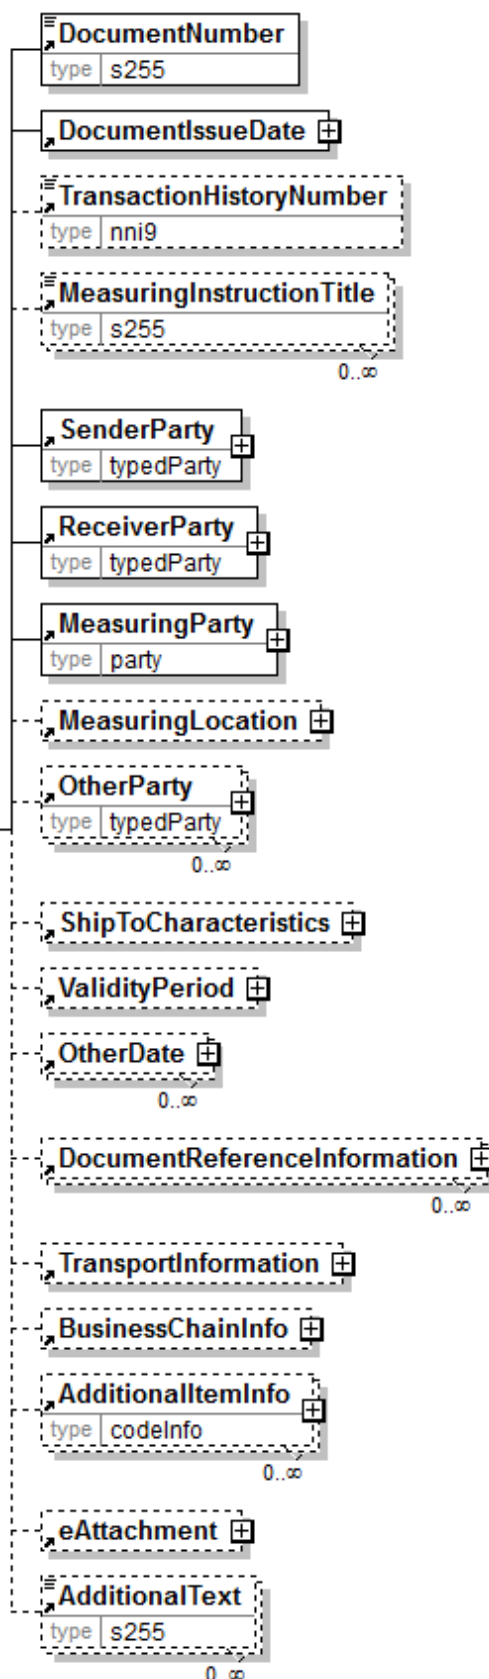 DocumentNumber
type s255
DocumentIssueDate
TransactionHistoryNumber
type nni9
MeasuringInstructionTitle
type s255
0..∞
SenderParty
type typedParty
ReceiverParty
type typedParty
MeasuringParty
type party
MeasuringLocation
OtherParty
type typedParty
0..∞
ShipToCharacteristics
ValidityPeriod
OtherDate
0..∞
DocumentReferenceInformation
0..∞
TransportInformation
BusinessChainInfo
AdditionalItemInfo
type codeInfo
0..∞
eAttachment
AdditionalText
type s255
0..∞